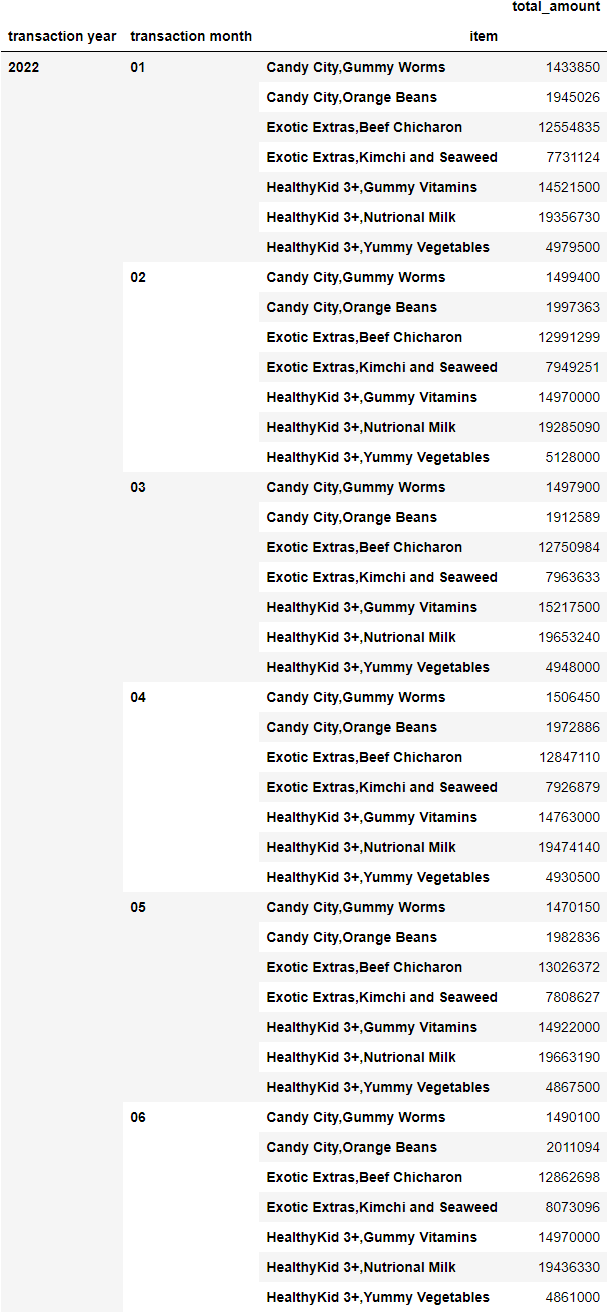 total_amount
transaction year transaction month item
2022 01 Candy City,Gummy Worms 1433850
Candy City,Orange Beans 1945026
Exotic Extras,Beef Chicharon 12554835
Exotic Extras,Kimchi and Seaweed 7731124
HealthyKid 3+,Gummy Vitamins 14521500
HealthyKid 3+,Nutrional Milk 19356730
HealthyKid 3+,Yummy Vegetables 4979500
02 Candy City,Gummy Worms 1499400
Candy City,Orange Beans 1997363
Exotic Extras,Beef Chicharon 12991299
Exotic Extras,Kimchi and Seaweed 7949251
HealthyKid 3+,Gummy Vitamins 14970000
HealthyKid 3+,Nutrional Milk 19285090
HealthyKid 3+,Yummy Vegetables 5128000
03 Candy City,Gummy Worms 1497900
Candy City,Orange Beans 1912589
Exotic Extras,Beef Chicharon 12750984
Exotic Extras,Kimchi and Seaweed 7963633
HealthyKid 3+,Gummy Vitamins 15217500
HealthyKid 3+,Nutrional Milk 19653240
HealthyKid 3+,Yummy Vegetables 4948000
04 Candy City,Gummy Worms 1506450
Candy City,Orange Beans 1972886
Exotic Extras,Beef Chicharon 12847110
Exotic Extras,Kimchi and Seaweed 7926879
HealthyKid 3+,Gummy Vitamins 14763000
HealthyKid 3+,Nutrional Milk 19474140
HealthyKid 3+,Yummy Vegetables 4930500
05 Candy City,Gummy Worms 1470150
Candy City,Orange Beans 1982836
Exotic Extras,Beef Chicharon 13026372
Exotic Extras,Kimchi and Seaweed 7808627
HealthyKid 3+,Gummy Vitamins 14922000
HealthyKid 3+,Nutrional Milk 19663190
HealthyKid 3+,Yummy Vegetables 4867500
06 Candy City,Gummy Worms 1490100
Candy City,Orange Beans 2011094
Exotic Extras,Beef Chicharon 12862698
Exotic Extras,Kimchi and Seaweed 8073096
HealthyKid 3+,Gummy Vitamins 14970000
HealthyKid 3+,Nutrional Milk 19436330
HealthyKid 3+,Yummy Vegetables 4861000